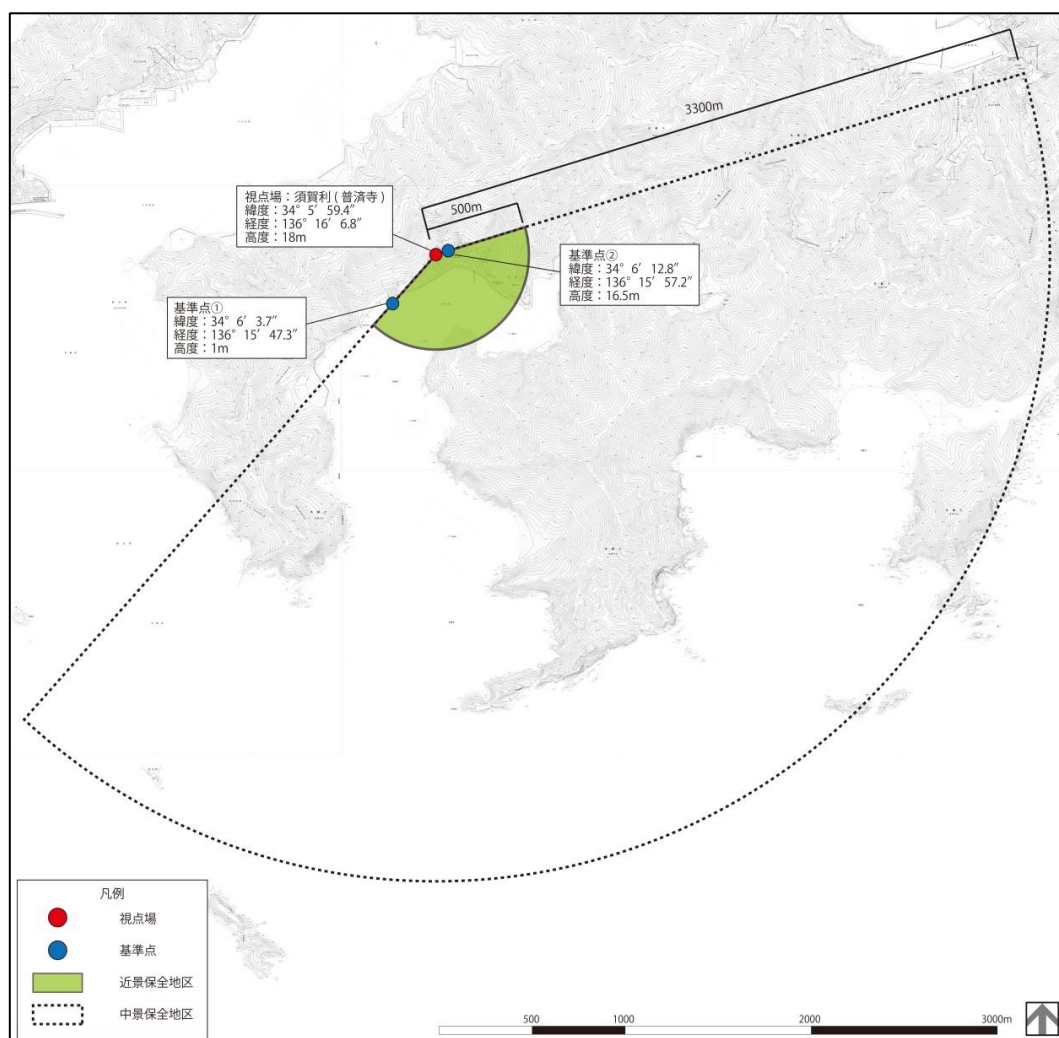 3300m
500m
視点場：須賀利 ( 普済寺 )
緯度：34° 5′ 59.4″
経度：136° 16′ 6.8″
高度：18m
基準点②
緯度：34° 6′ 12.8″
経度：136° 15′ 57.2″
高度：16.5m
基準点①
緯度：34° 6′ 3.7″
経度：136° 15′ 47.3″
高度：1m
凡例
視点場
基準点
近景保全地区
中景保全地区
500 1000 2000 3000m